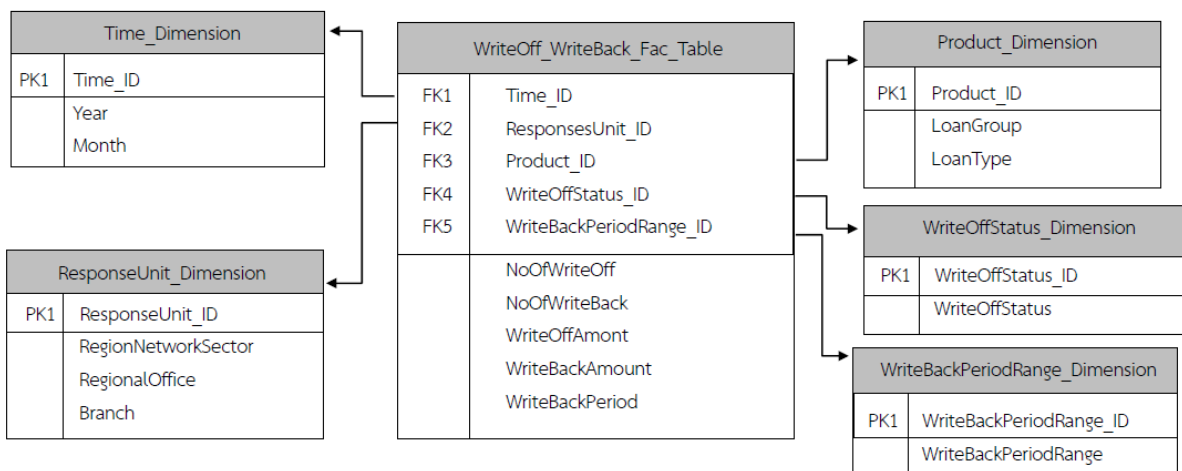 Time_Dimension
PK1 Time_ID
Year
Month
ResponseUnit_Dimension
PK1 ResponseUnit_ID
RegionNetworkSector
RegionalOffice
Branch
WriteOff_WriteBack_Fac_Table
FK1 Time_ID
FK2 ResponsesUnit_ID
FK3 Product_ID
FK4 WriteOffStatus_ID
FK5 WriteBackPeriodRange_ID
NoOfWriteOff
NoOfWriteBack
WriteOffAmont
WriteBackAmount
WriteBackPeriod
Product_Dimension
PK1 Product_ID
LoanGroup
LoanType
WriteOffStatus_Dimension
PK1 WriteOffStatus_ID
WriteOffStatus
WriteBackPeriodRange_Dimension
PK1 WriteBackPeriodRange_ID
WriteBackPeriodRange